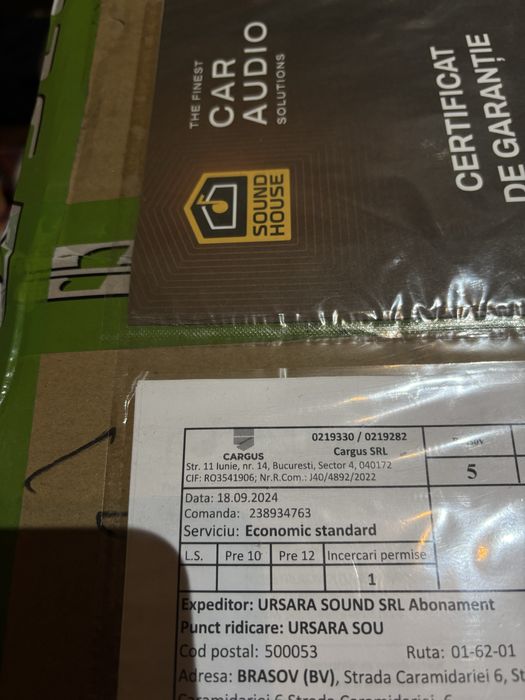 THE FINEST
CAR
AUDIO
SOLUTIONS
SOUND
HOUSE
CERTIFICAT
DE GARANȚIE
0219330 / 0219282
CARGUS
Cargus SRL
Str. 11 Iunie, nr. 14, Bucuresti, Sector 4, 040172
CIF: RO3541906; Nr.R.Com.: J40/4892/2022
5
Data: 18.09.2024
Comanda: 238934763
Serviciu: Economic standard
L.S. Pre 10 Pre 12 Incercari permise
1
Expeditor: URSARA SOUND SRL Abonament
Punct ridicare: URSARA SOU
Cod postal: 500053 Ruta: 01-62-01
Adresa: BRASOV (BV), Strada Caramidariei 6,